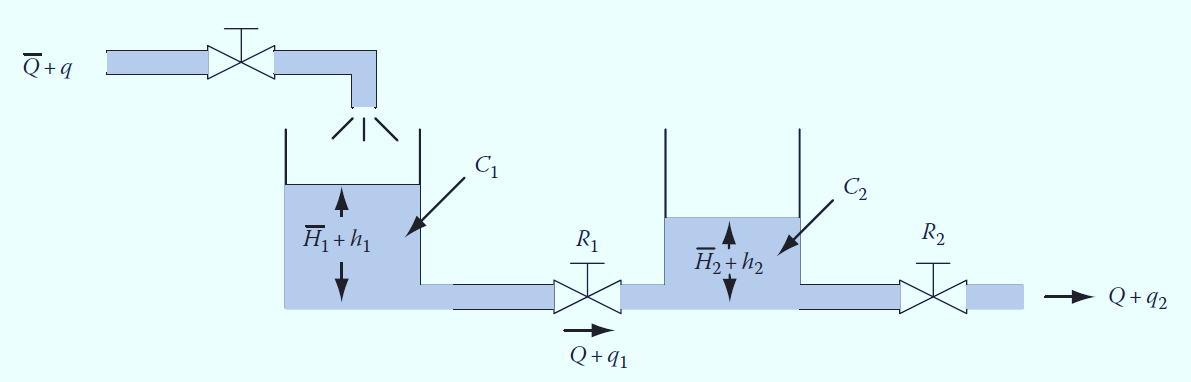 Q̅ + q
C₁
H̅₁ + h₁
R₁
Q + q₁
C₂
H̅₂ + h₂
R₂
Q + q₂